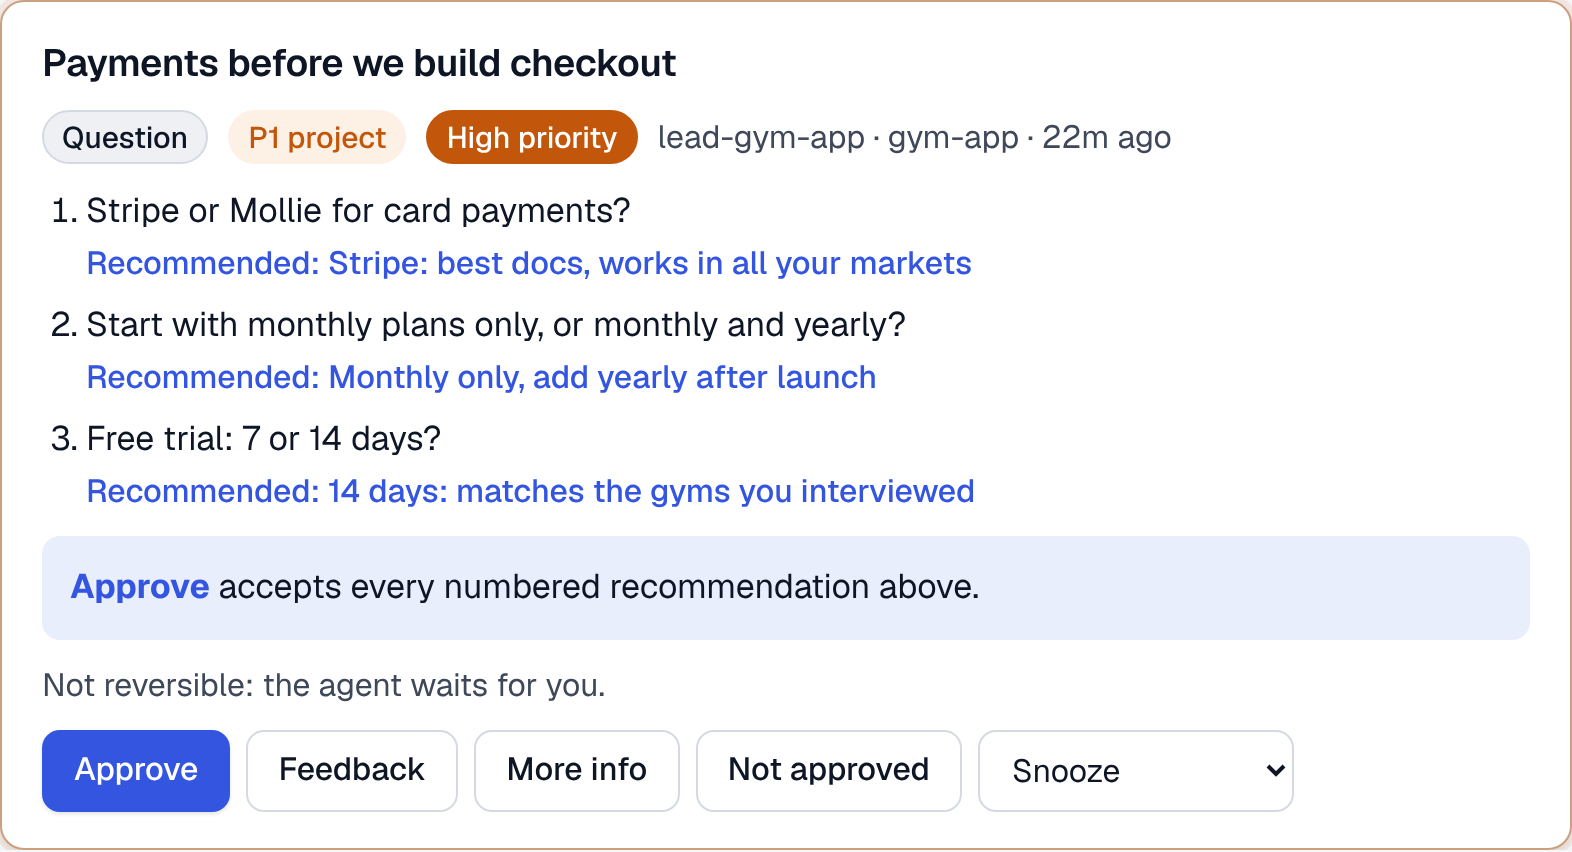 Payments before we build checkout
Question P1 project High priority lead-gym-app · gym-app · 22m ago
1. Stripe or Mollie for card payments?
Recommended: Stripe: best docs, works in all your markets
2. Start with monthly plans only, or monthly and yearly?
Recommended: Monthly only, add yearly after launch
3. Free trial: 7 or 14 days?
Recommended: 14 days: matches the gyms you interviewed
Approve accepts every numbered recommendation above.
Not reversible: the agent waits for you.
Approve Feedback More info Not approved Snooze